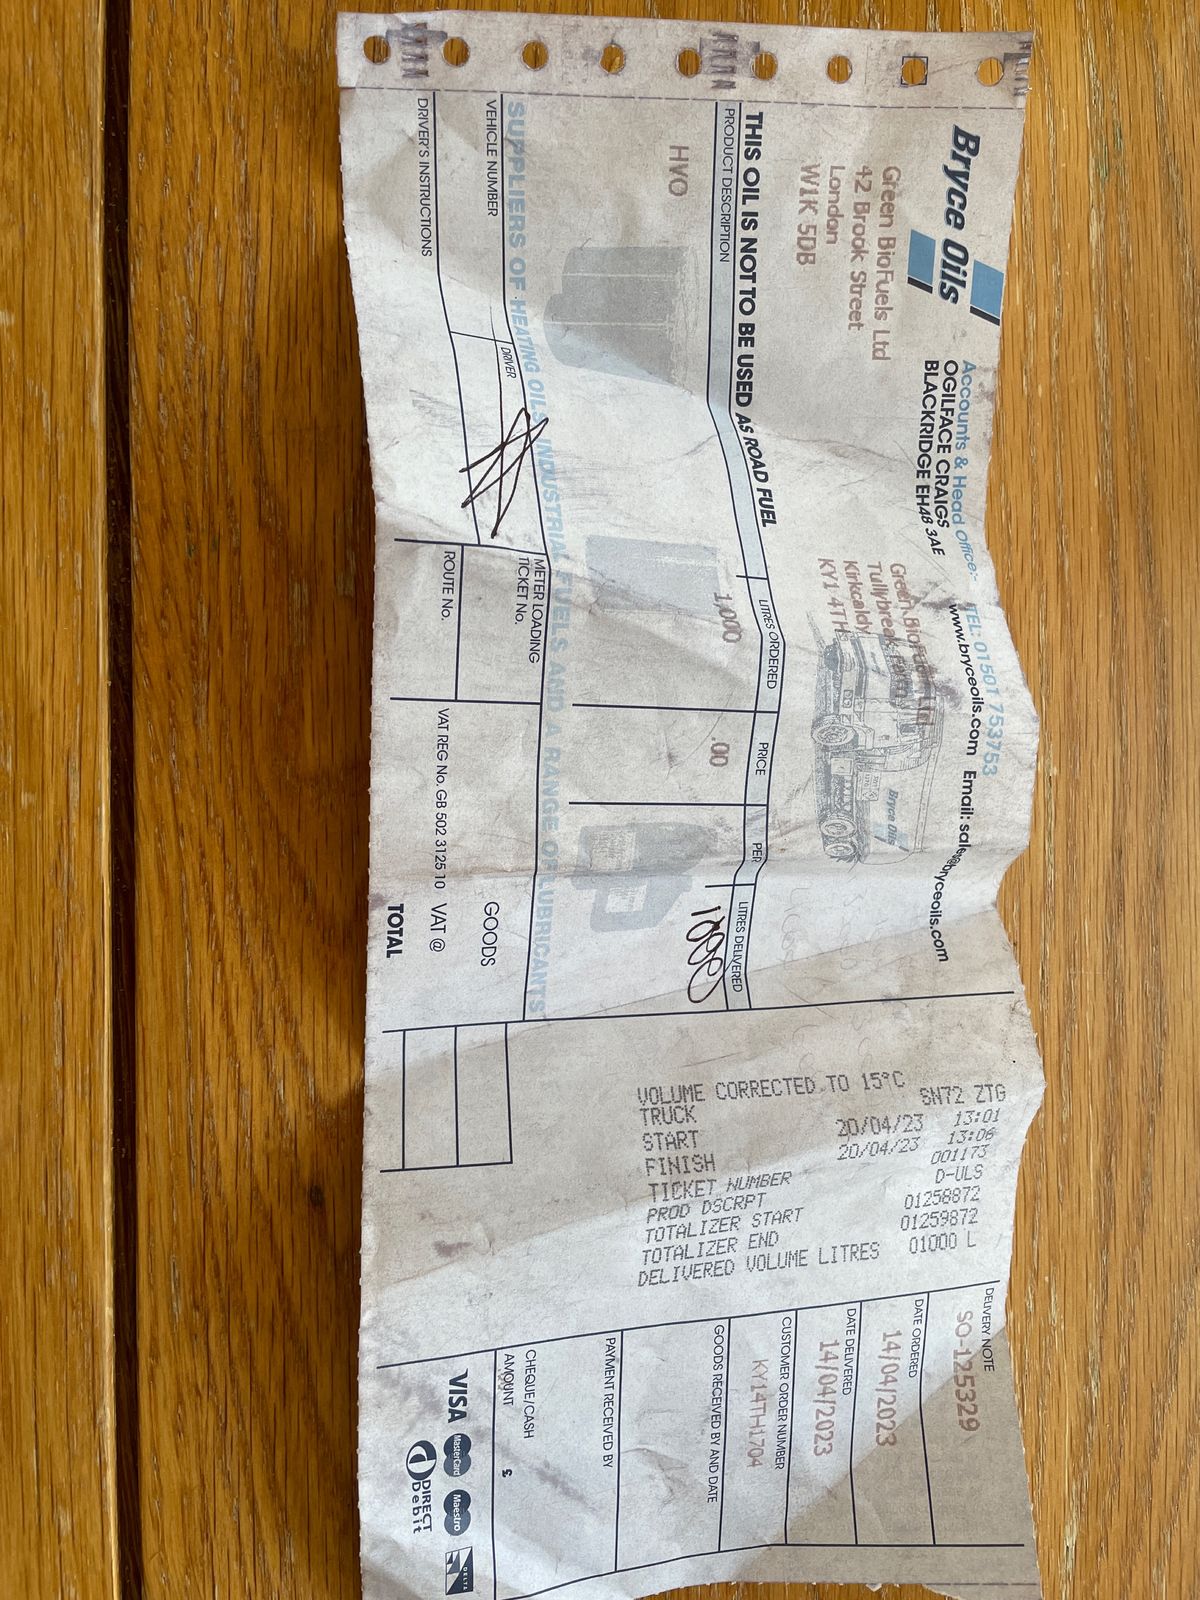 Bryce Oils
Accounts & Head Office:-
OGILFACE CRAIGS
BLACKRIDGE EH48 3AE
TEL: 01501 753753
www.bryceoils.com Email: sales@bryceoils.com
Green BioFuels Ltd
42 Brook Street
London
W1K 5DB
Green BioFuels Ltd
Farm
Kirkcaldy
KY1 4TH
Bryce Oils
THIS OIL IS NOT TO BE USED AS ROAD FUEL
PRODUCT DESCRIPTION
LITRES ORDERED
PRICE
PER
LITRES DELIVERED
HVO
1,000
.00
1000
SUPPLIERS OF HEATING OILS, INDUSTRIAL FUELS AND A RANGE OF LUBRICANTS
VEHICLE NUMBER
DRIVER
METER LOADING
TICKET No.
GOODS
DRIVER'S INSTRUCTIONS
ROUTE No.
VAT REG No. GB 502 3125 10 VAT @
TOTAL
VOLUME CORRECTED TO 15°C
TRUCK SN72 ZTG
START 20/04/23 13:01
FINISH 20/04/23 13:06
TICKET NUMBER 001173
PROD DSCRPT D-ULS
TOTALIZER START 01258872
TOTALIZER END 01259872
DELIVERED VOLUME LITRES 01000 L
DELIVERY NOTE
SO-125329
DATE ORDERED
14/04/2023
DATE DELIVERED
14/04/2023
CUSTOMER ORDER NUMBER
KY14TH1704
GOODS RECEIVED BY AND DATE
PAYMENT RECEIVED BY
CHEQUE/CASH
AMOUNT £
VISA MasterCard Maestro DELTA
DIRECT Debit